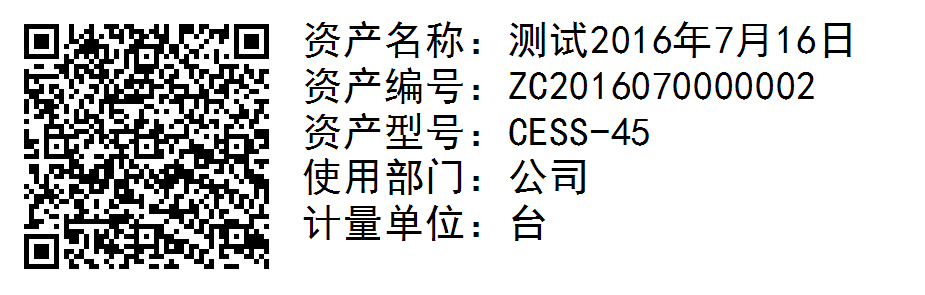 资产名称：测试2016年7月16日
资产编号：ZC2016070000002
资产型号：CESS-45
使用部门：公司
计量单位：台